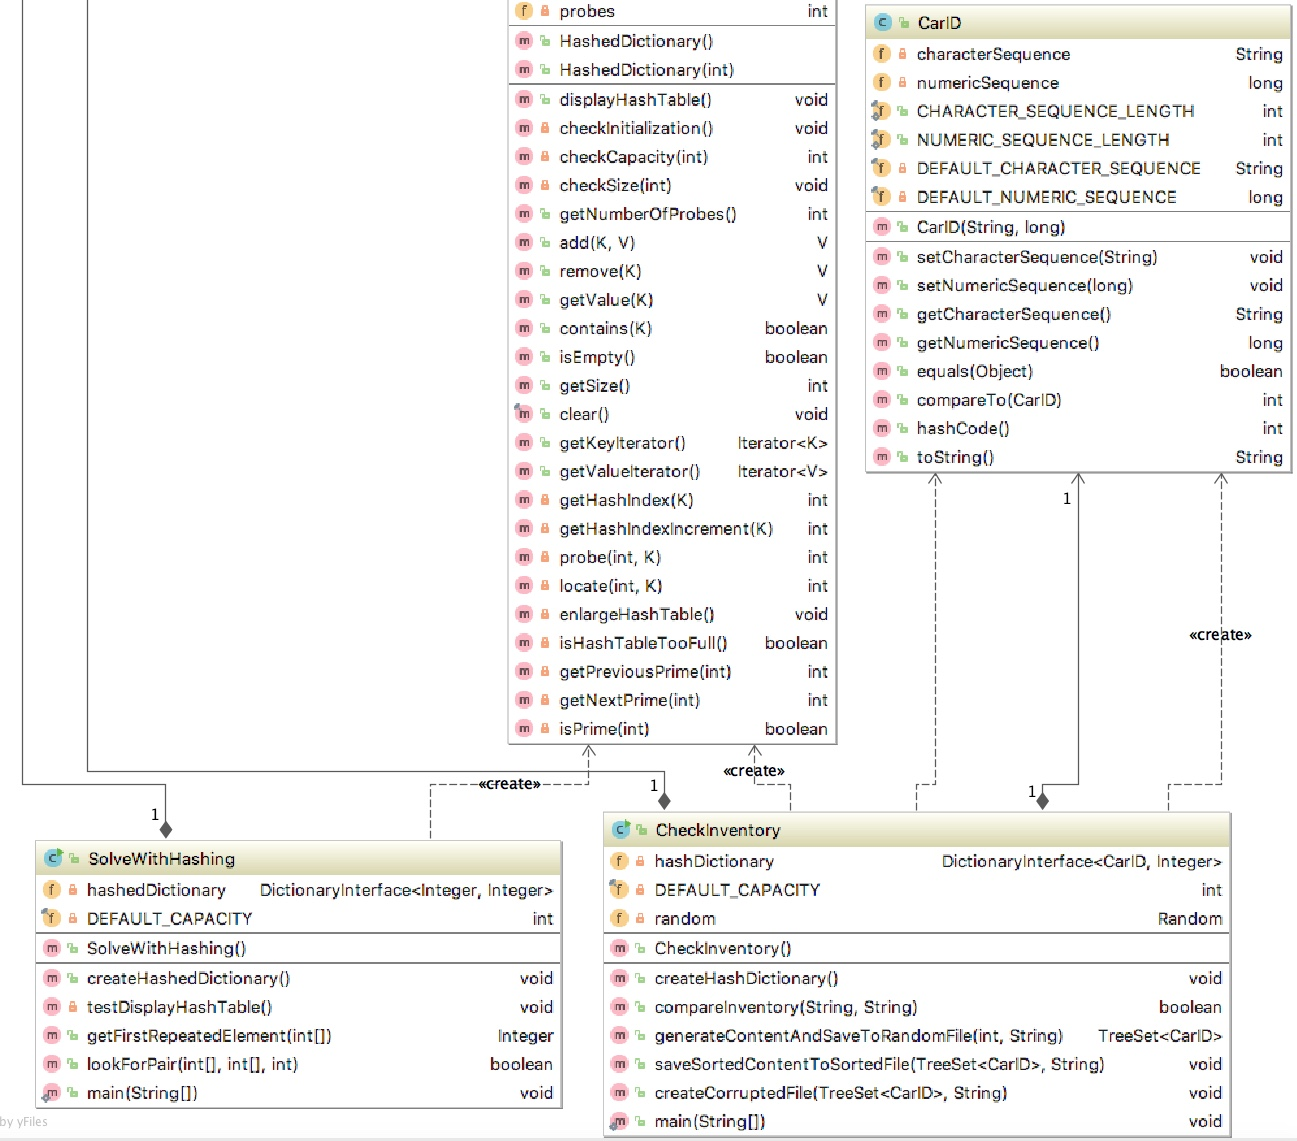 probes int
HashedDictionary()
HashedDictionary(int)
displayHashTable() void
checkInitialization() void
checkCapacity(int) int
checkSize(int) void
getNumberOfProbes() int
add(K, V) V
remove(K) V
getValue(K) V
contains(K) boolean
isEmpty() boolean
getSize() int
clear() void
getKeyIterator() Iterator<K>
getValueIterator() Iterator<V>
getHashIndex(K) int
getHashIndexIncrement(K) int
probe(int, K) int
locate(int, K) int
enlargeHashTable() void
isHashTableTooFull() boolean
getPreviousPrime(int) int
getNextPrime(int) int
isPrime(int) boolean
CarID
characterSequence String
numericSequence long
CHARACTER_SEQUENCE_LENGTH int
NUMERIC_SEQUENCE_LENGTH int
DEFAULT_CHARACTER_SEQUENCE String
DEFAULT_NUMERIC_SEQUENCE long
CarID(String, long)
setCharacterSequence(String) void
setNumericSequence(long) void
getCharacterSequence() String
getNumericSequence() long
equals(Object) boolean
compareTo(CarID) int
hashCode() int
toString() String
1
«create»
«create»
«create»
1
1
1
SolveWithHashing
hashedDictionary DictionaryInterface<Integer, Integer>
DEFAULT_CAPACITY int
SolveWithHashing()
createHashedDictionary() void
testDisplayHashTable() void
getFirstRepeatedElement(int[]) Integer
lookForPair(int[], int[], int) boolean
main(String[]) void
CheckInventory
hashDictionary DictionaryInterface<CarID, Integer>
DEFAULT_CAPACITY int
random Random
CheckInventory()
createHashDictionary() void
compareInventory(String, String) boolean
generateContentAndSaveToRandomFile(int, String) TreeSet<CarID>
saveSortedContentToSortedFile(TreeSet<CarID>, String) void
createCorruptedFile(TreeSet<CarID>, String) void
main(String[]) void
by yFiles